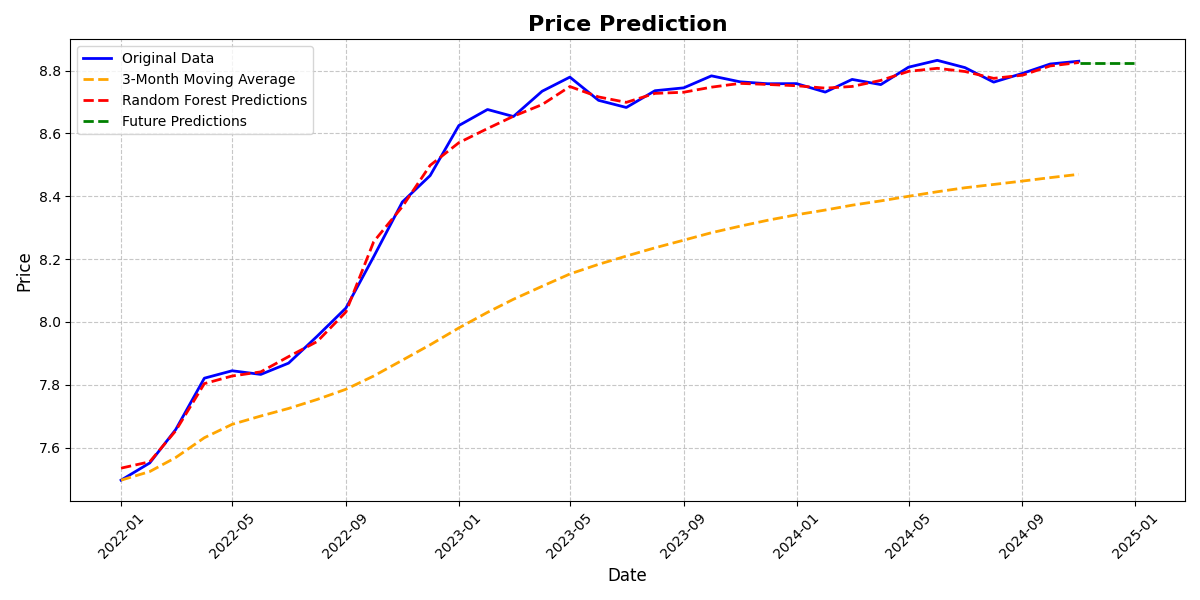 Price Prediction
Original Data
3-Month Moving Average
Random Forest Predictions
Future Predictions
Price
8.8
8.6
8.4
8.2
8.0
7.8
7.6
2022-01
2022-05
2022-09
2023-01
2023-05
2023-09
2024-01
2024-05
2024-09
2025-01
Date